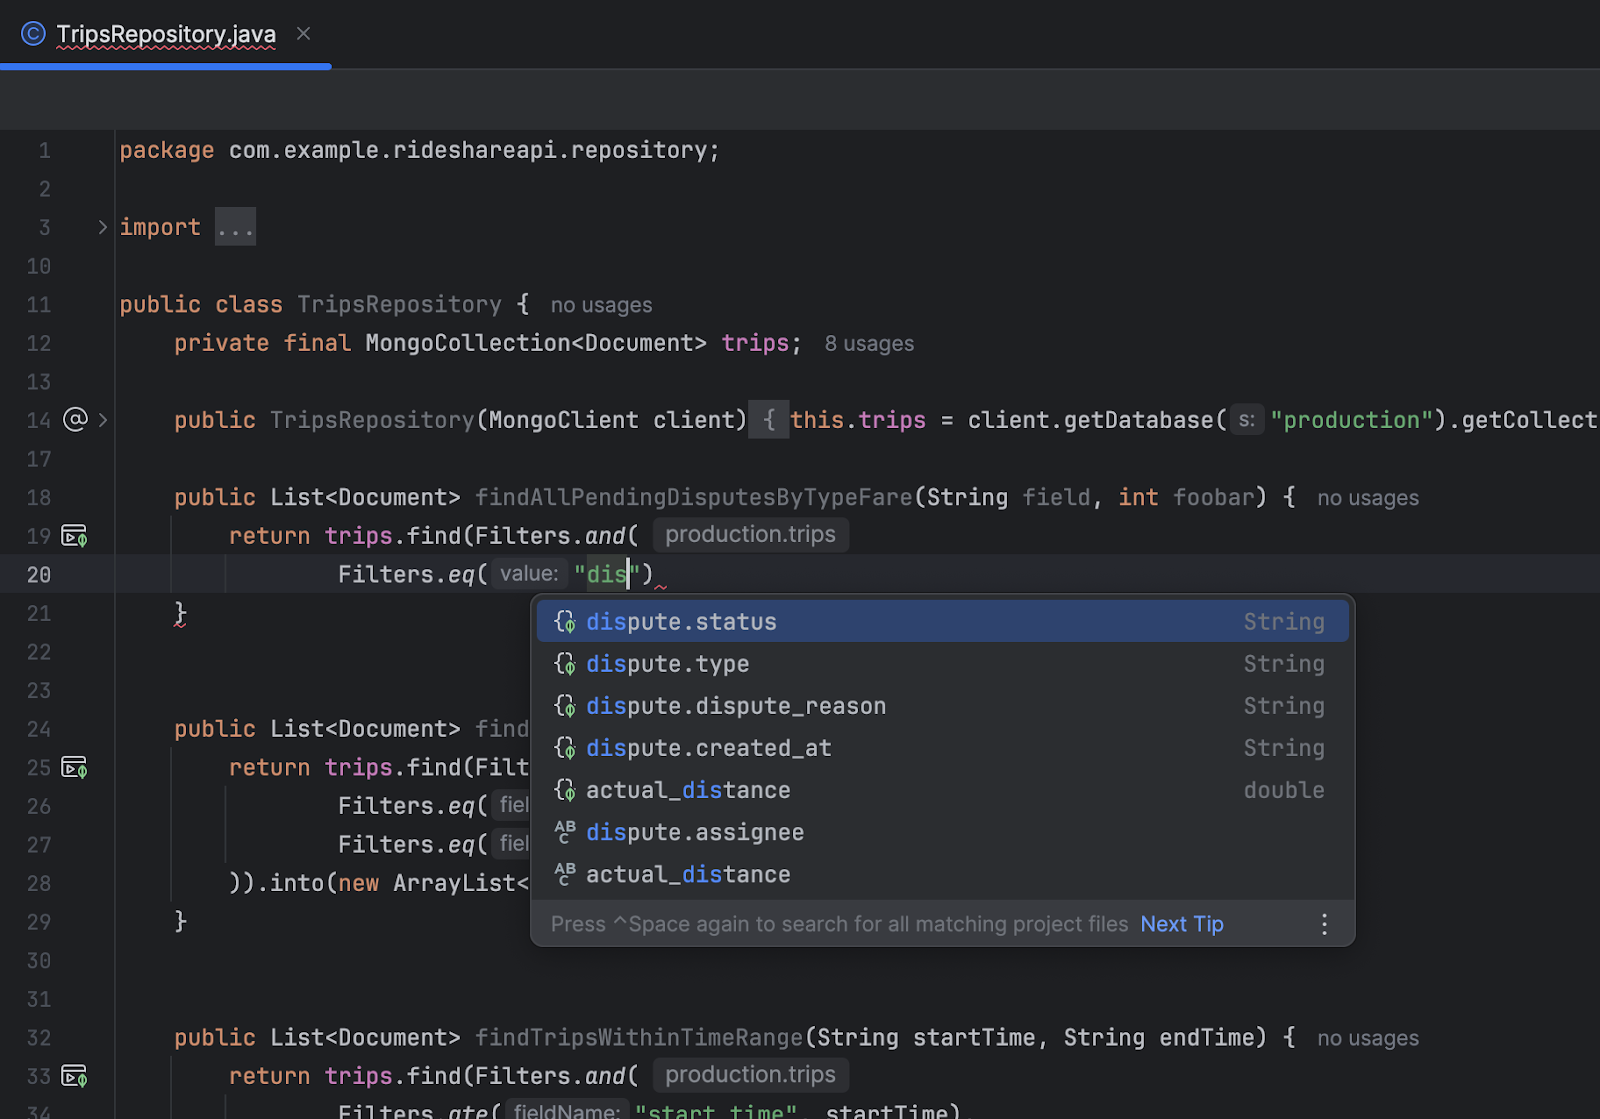 TripsRepository.java
1 package com.example.rideshareapi.repository;
2
3 import ...
10
11 public class TripsRepository { no usages
12 private final MongoCollection<Document> trips; 8 usages
13
14 public TripsRepository(MongoClient client) { this.trips = client.getDatabase( s: "production").getCollect
17
18 public List<Document> findAllPendingDisputesByTypeFare(String field, int foobar) { no usages
19 return trips.find(Filters.and( production.trips
20 Filters.eq( value: "dis")
21 }
dispute.status String
22
dispute.type String
23
dispute.dispute_reason String
24 public List<Document> find
dispute.created_at String
25 return trips.find(Filt
actual_distance double
26 Filters.eq( fiel
dispute.assignee
27 Filters.eq( fiel
actual_distance
28 )).into(new ArrayList<
29 }
Press ^Space again to search for all matching project files Next Tip
30
31
32 public List<Document> findTripsWithinTimeRange(String startTime, String endTime) { no usages
33 return trips.find(Filters.and( production.trips
34 Filters.gte( fieldName: "start_time", startTime),